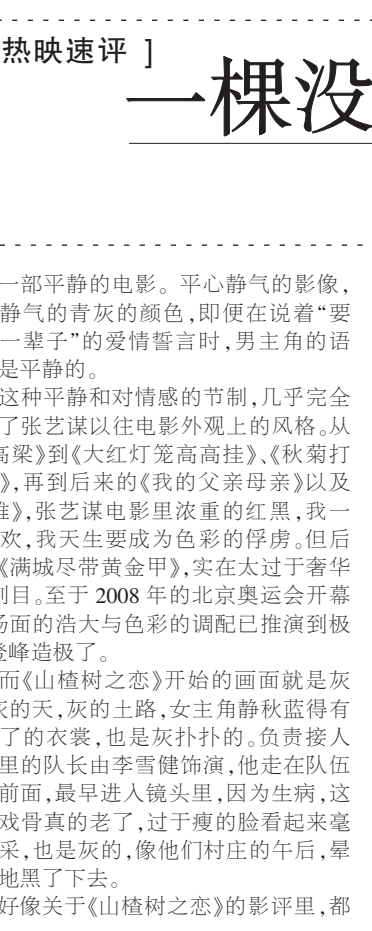 热映速评 ]
一棵没
一部平静的电影。平心静气的影像,
静气的青灰的颜色,即便在说着“要
一辈子”的爱情誓言时,男主角的语
是平静的。
这种平静和对情感的节制,几乎完全
了张艺谋以往电影外观上的风格。从
高粱》到《大红灯笼高高挂》、《秋菊打
》,再到后来的《我的父亲母亲》以及
雄》,张艺谋电影里浓重的红黑,我一
欢,我天生要成为色彩的俘虏。但后
《满城尽带黄金甲》,实在太过于奢华
刺目。至于 2008 年的北京奥运会开幕
场面的浩大与色彩的调配已推演到极
登峰造极了。
而《山楂树之恋》开始的画面就是灰
灰的天,灰的土路,女主角静秋蓝得有
了的衣裳,也是灰扑扑的。负责接人
里的队长由李雪健饰演,他走在队伍
前面,最早进入镜头里,因为生病,这
戏骨真的老了,过于瘦的脸看起来毫
采,也是灰的,像他们村庄的午后,晕
地黑了下去。
好像关于《山楂树之恋》的影评里,都